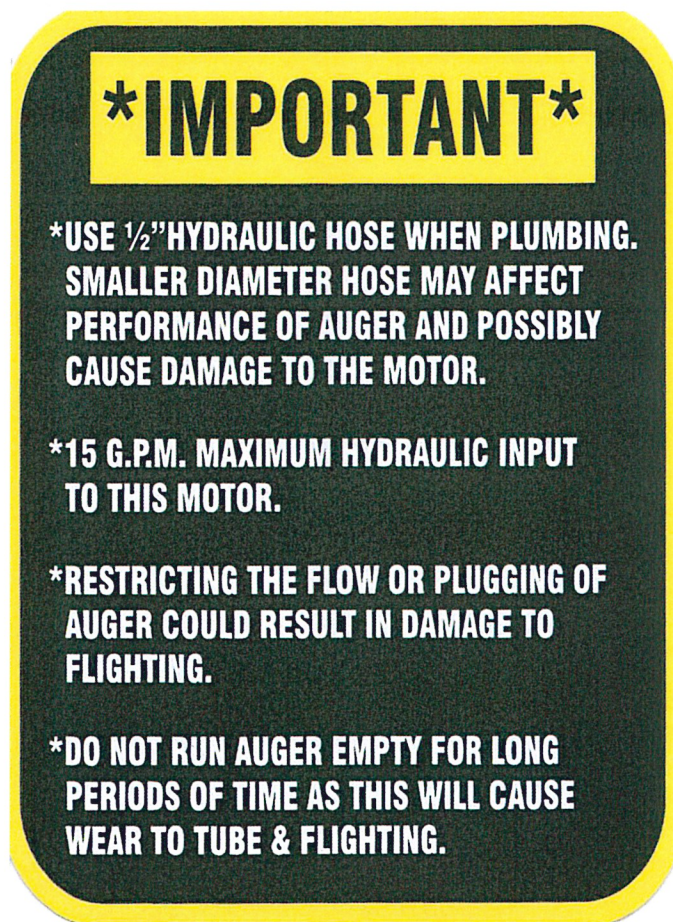 *IMPORTANT*
*USE ½”HYDRAULIC HOSE WHEN PLUMBING.
SMALLER DIAMETER HOSE MAY AFFECT
PERFORMANCE OF AUGER AND POSSIBLY
CAUSE DAMAGE TO THE MOTOR.
*15 G.P.M. MAXIMUM HYDRAULIC INPUT
TO THIS MOTOR.
*RESTRICTING THE FLOW OR PLUGGING OF
AUGER COULD RESULT IN DAMAGE TO
FLIGHTING.
*DO NOT RUN AUGER EMPTY FOR LONG
PERIODS OF TIME AS THIS WILL CAUSE
WEAR TO TUBE & FLIGHTING.